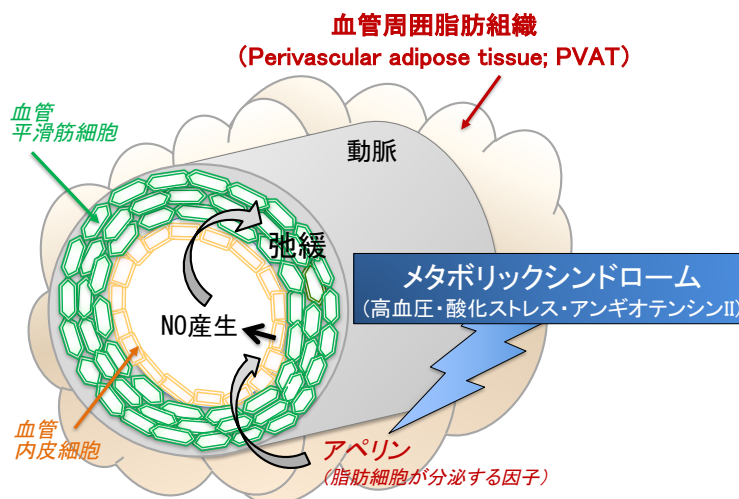 血管周囲脂肪組織
(Perivascular adipose tissue; PVAT)
血管
平滑筋細胞
動脈
弛緩
メタボリックシンドローム
(高血圧・酸化ストレス・アンギオテンシンⅡ)
NO産生
血管
内皮細胞
アペリン
(脂肪細胞が分泌する因子)